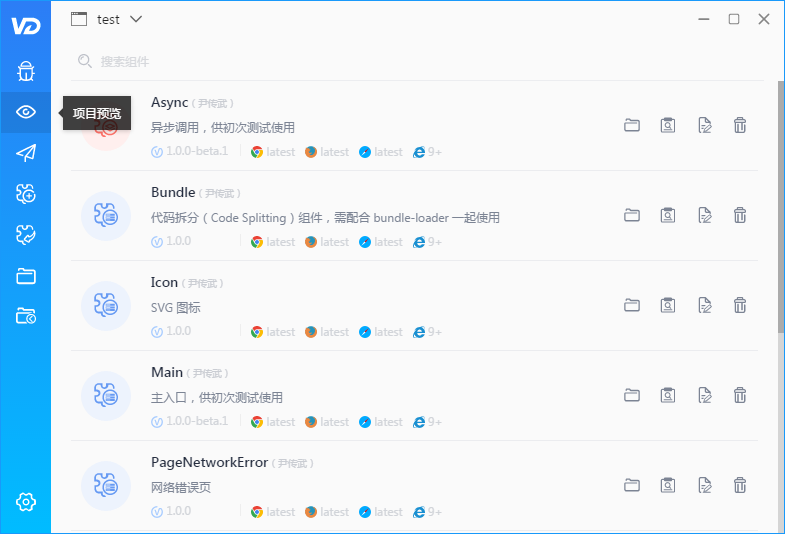 VD
test
搜索组件
项目预览
Async（尹传武）
异步调用，供初次测试使用
1.0.0-beta.1 latest latest latest 9+
Bundle（尹传武）
代码拆分（Code Splitting）组件，需配合 bundle-loader 一起使用
1.0.0 latest latest latest 9+
Icon（尹传武）
SVG 图标
1.0.0 latest latest latest 9+
Main（尹传武）
主入口，供初次测试使用
1.0.0-beta.1 latest latest latest 9+
PageNetworkError（尹传武）
网络错误页
1.0.0 latest latest latest 9+